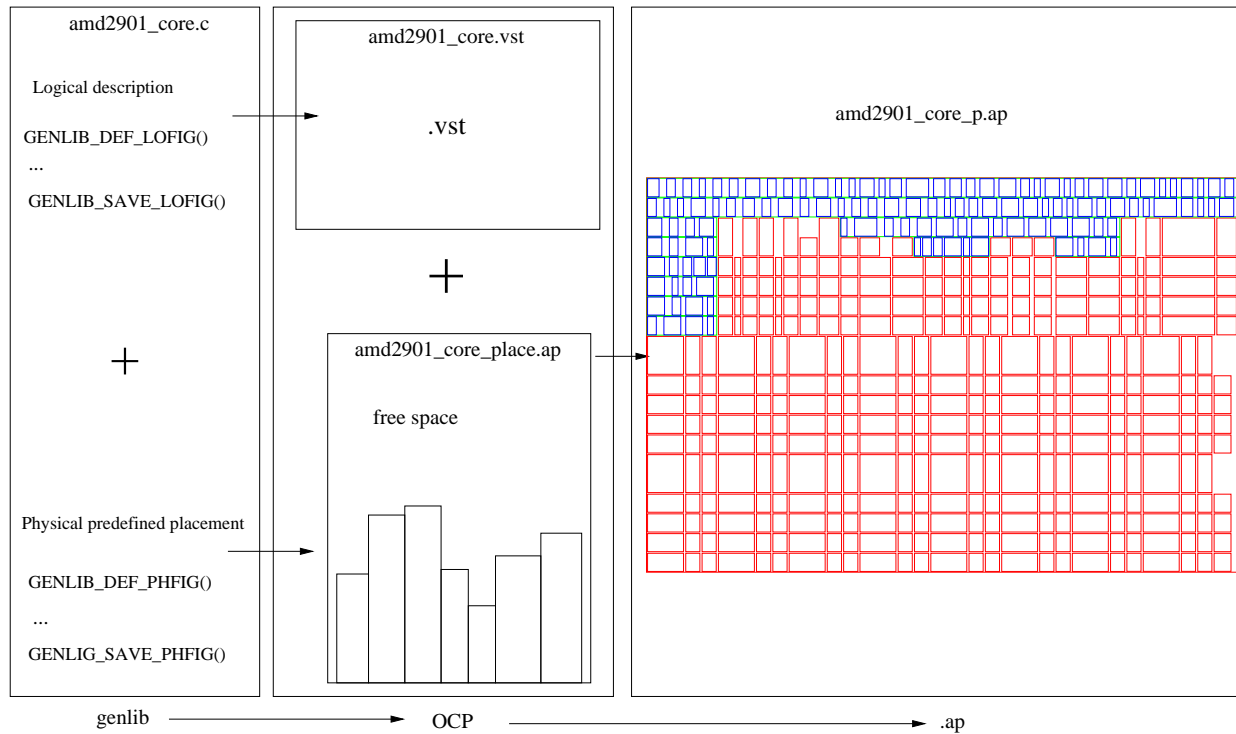 amd2901_core.c
Logical description
GENLIB_DEF_LOFIG()
...
GENLIB_SAVE_LOFIG()
+
Physical predefined placement
GENLIB_DEF_PHFIG()
...
GENLIG_SAVE_PHFIG()
amd2901_core.vst
.vst
+
amd2901_core_place.ap
free space
amd2901_core_p.ap
genlib
OCP
.ap